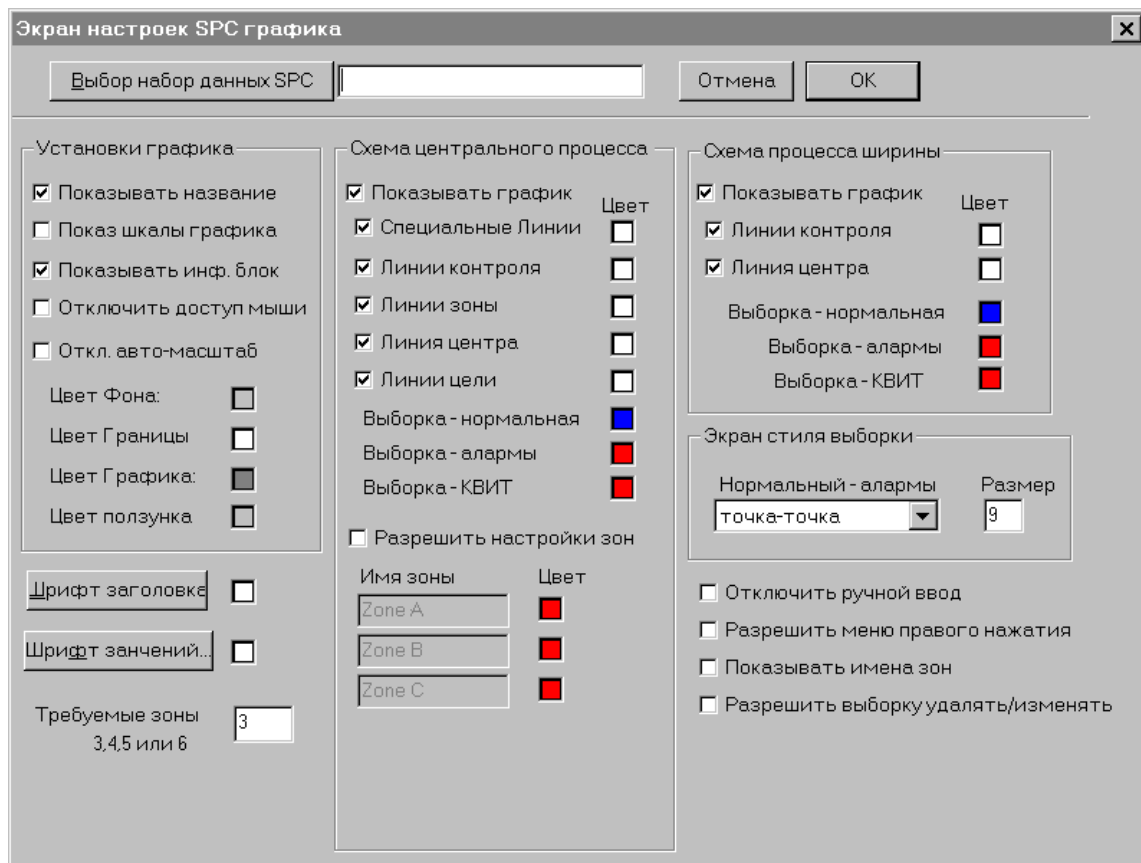 Экран настроек SPC графика
Выбор набор данных SPC
Отмена
OK
Установки графика
Показывать название
Показ шкалы графика
Показывать инф. блок
Отключить доступ мыши
Откл. авто-масштаб
Цвет Фона:
Цвет Границы
Цвет Графика:
Цвет ползунка
Шрифт заголовка
Шрифт занчений...
Требуемые зоны
3
3,4,5 или 6
Схема центрального процесса
Показывать график
Цвет
Специальные Линии
Линии контроля
Линии зоны
Линия центра
Линии цели
Выборка - нормальная
Выборка - алармы
Выборка - КВИТ
Разрешить настройки зон
Имя зоны
Цвет
Zone A
Zone B
Zone C
Схема процесса ширины
Показывать график
Цвет
Линии контроля
Линия центра
Выборка - нормальная
Выборка - алармы
Выборка - КВИТ
Экран стиля выборки
Нормальный - алармы
Размер
точка-точка
9
Отключить ручной ввод
Разрешить меню правого нажатия
Показывать имена зон
Разрешить выборку удалять/изменять